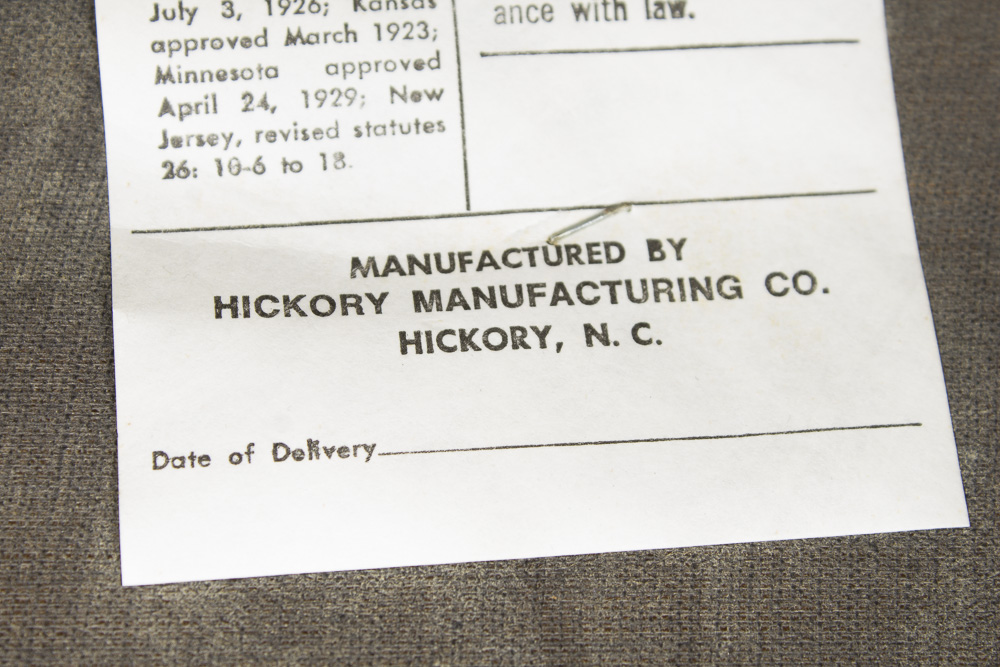 July 3, 1926; Kansas
approved March 1923;
Minnesota approved
April 24, 1929; New
Jersey, revised statutes
26: 10-6 to 18.
ance with law.
MANUFACTURED BY
HICKORY MANUFACTURING CO.
HICKORY, N. C.
Date of Delivery